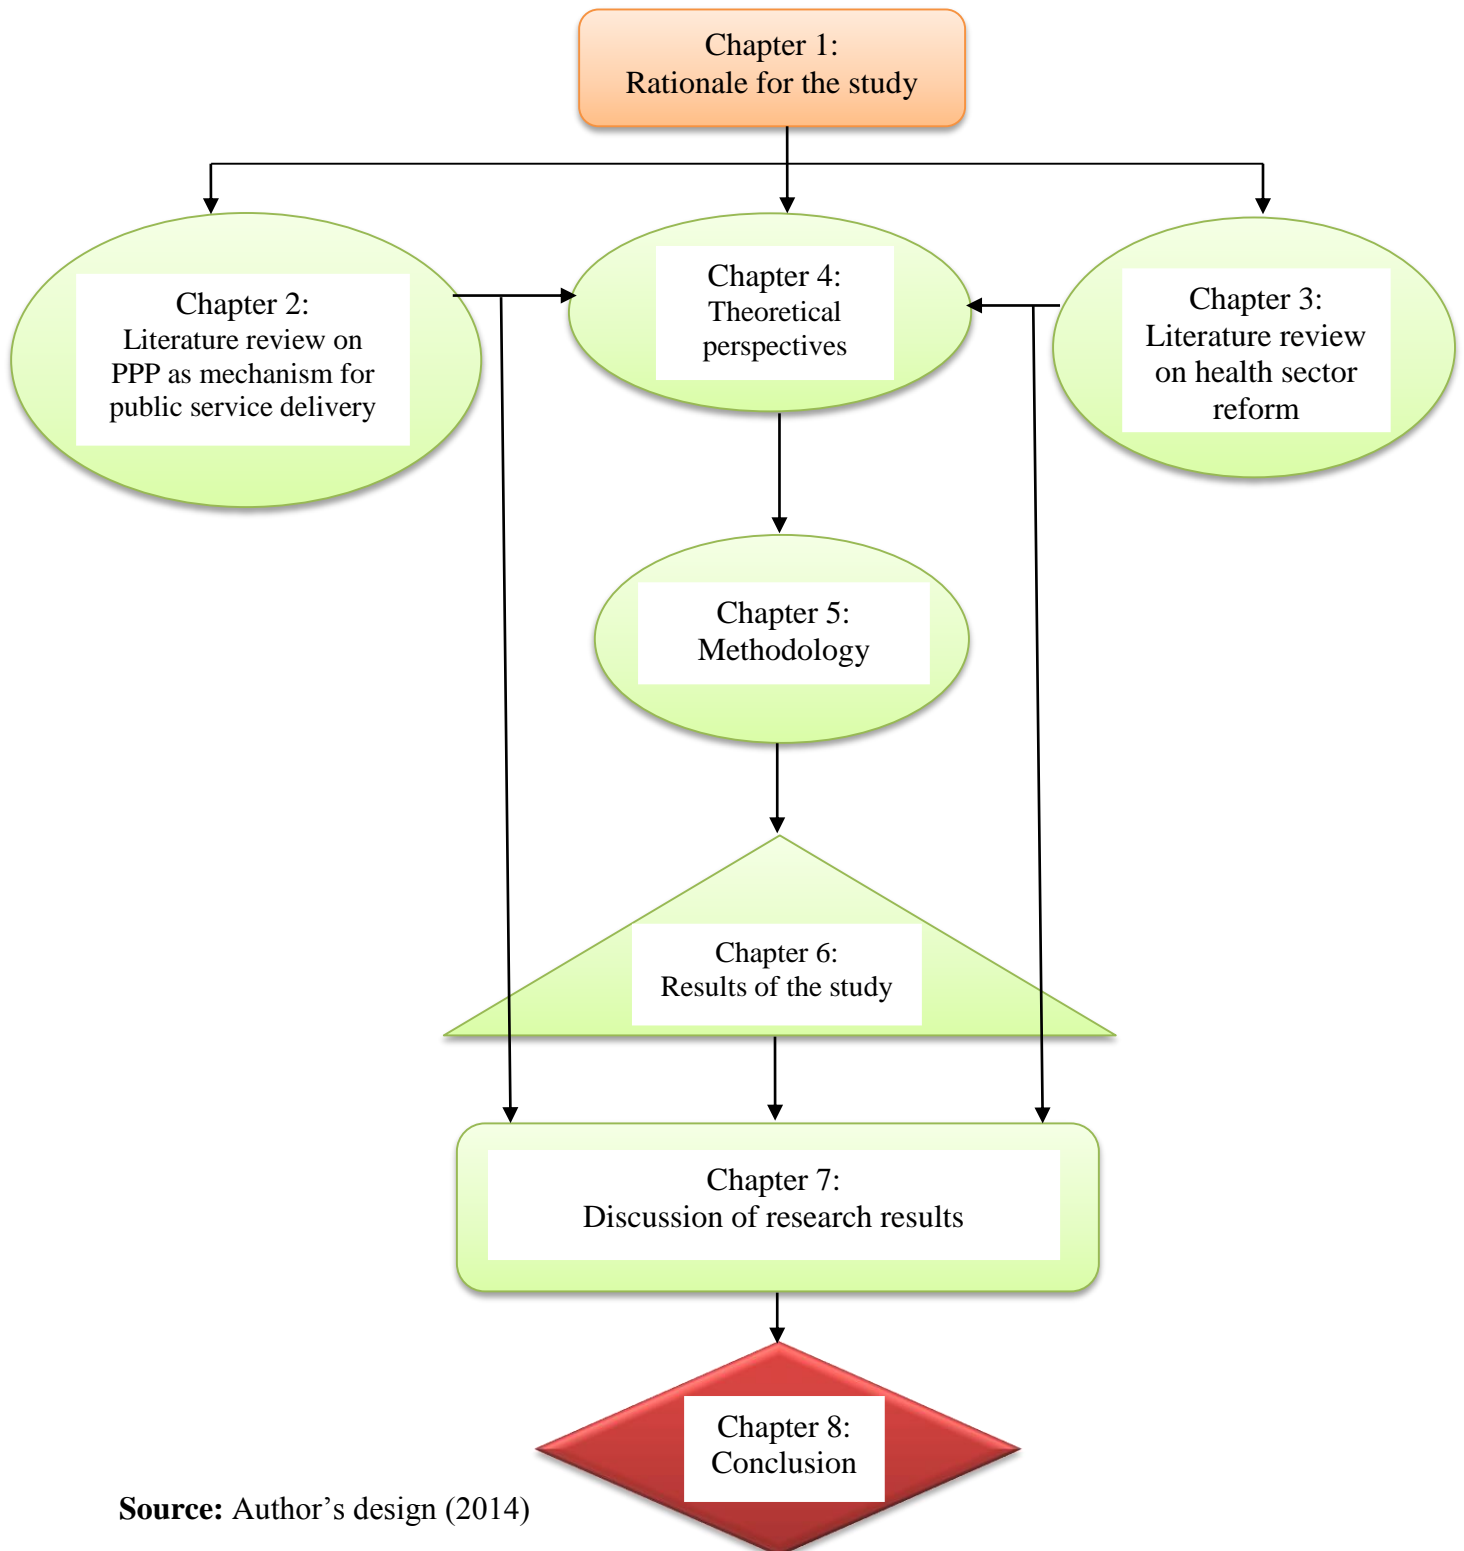 Chapter 1:
Rationale for the study
Chapter 2:
Literature review on
PPP as mechanism for
public service delivery
Chapter 4:
Theoretical
perspectives
Chapter 3:
Literature review
on health sector
reform
Chapter 5:
Methodology
Chapter 6:
Results of the study
Chapter 7:
Discussion of research results
Chapter 8:
Conclusion
Source: Author’s design (2014)